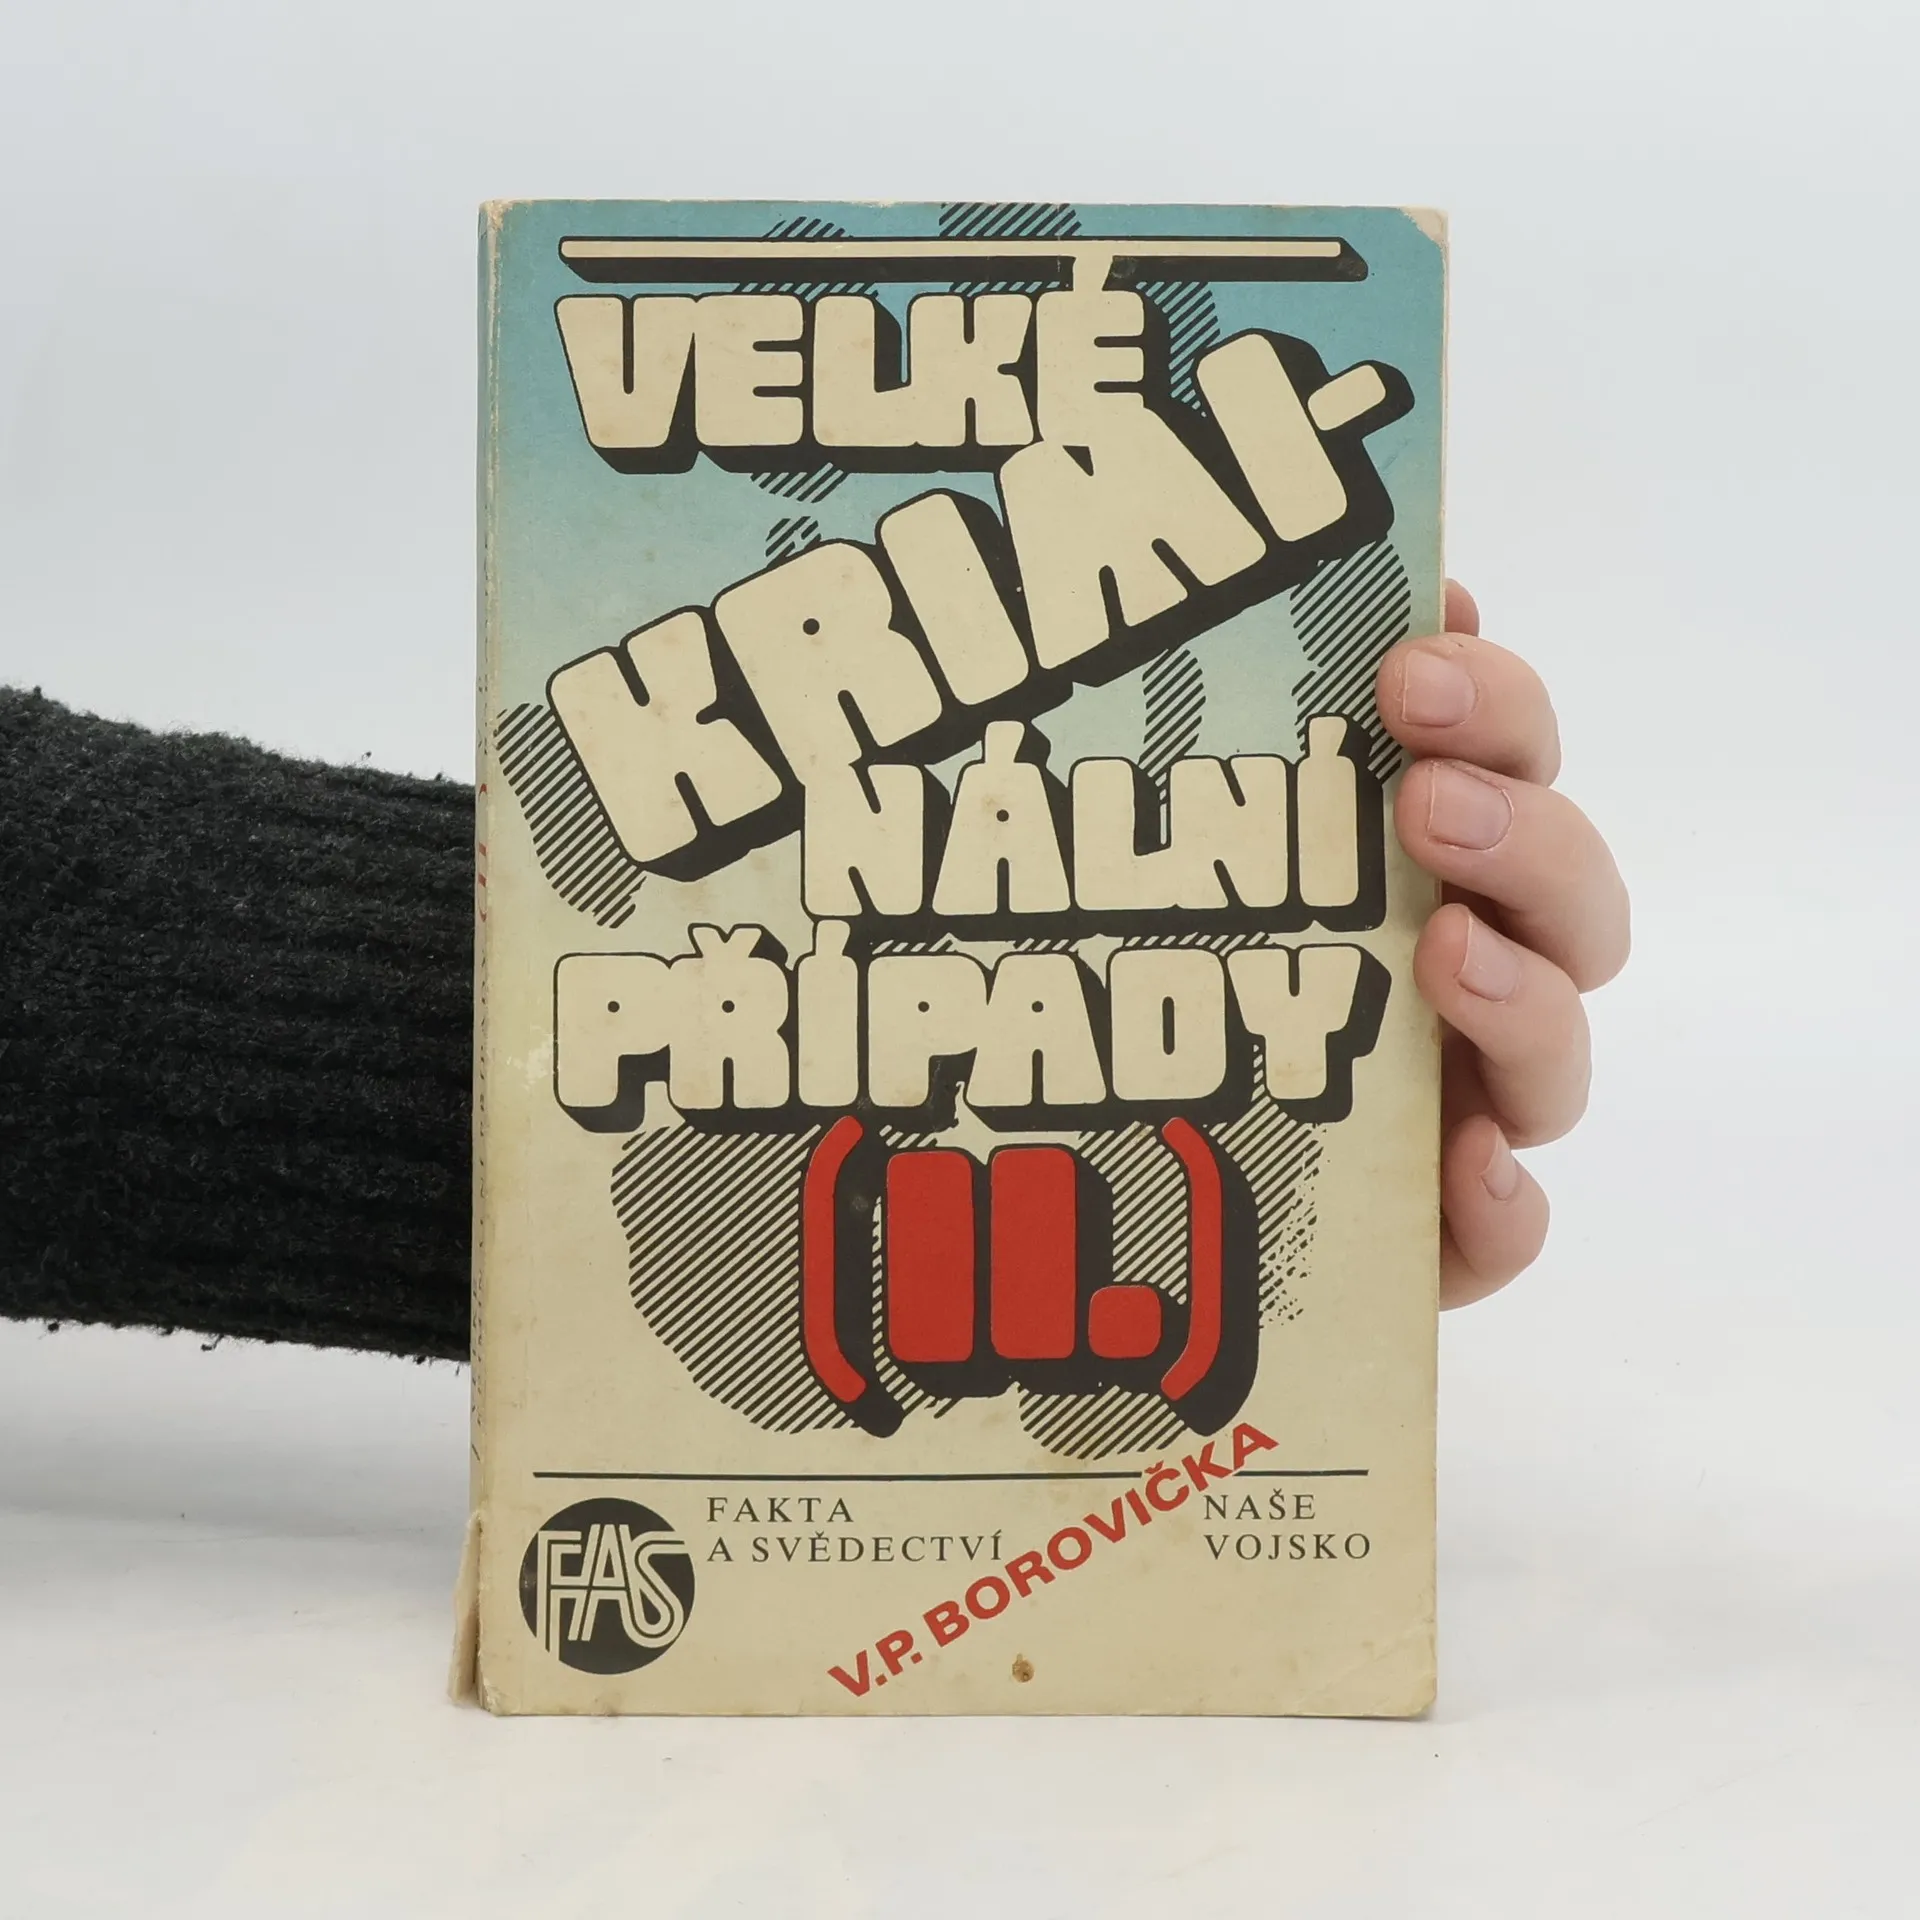 VELKÉ
KRIMI-
NÁLNÍ
PŘÍPADY
(II.)
V.P. BOROVIČKA
FAKTA
A SVĚDECTVÍ
NAŠE
VOJSKO
FAS